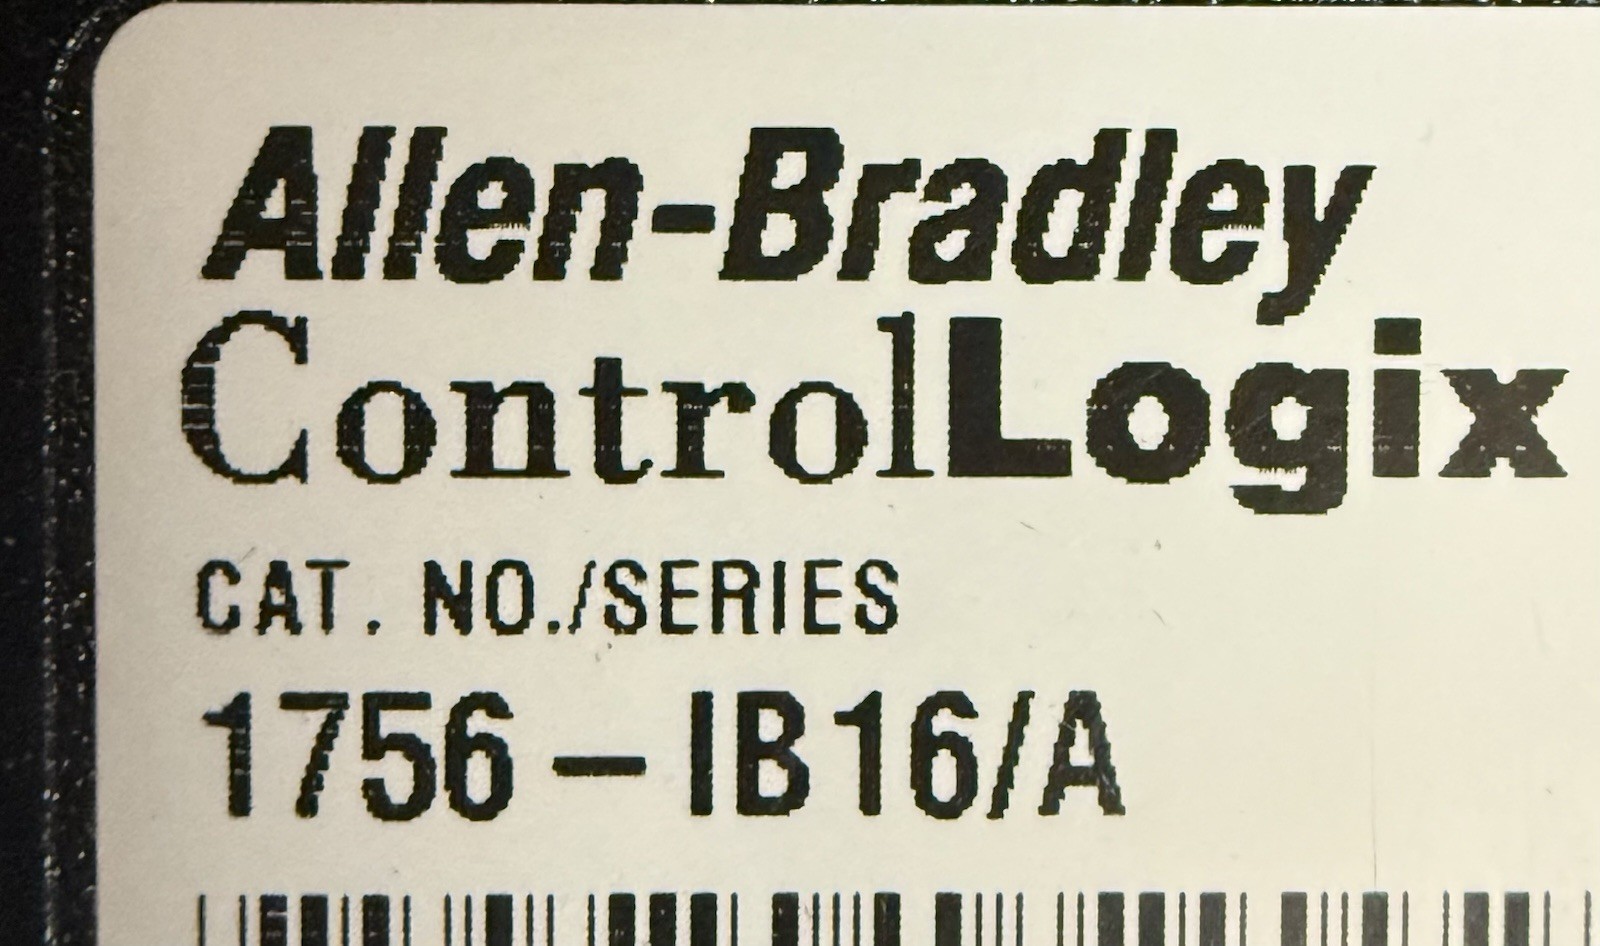 Allen-Bradley
ControlLogix
CAT. NO./SERIES
1756-IB16/A